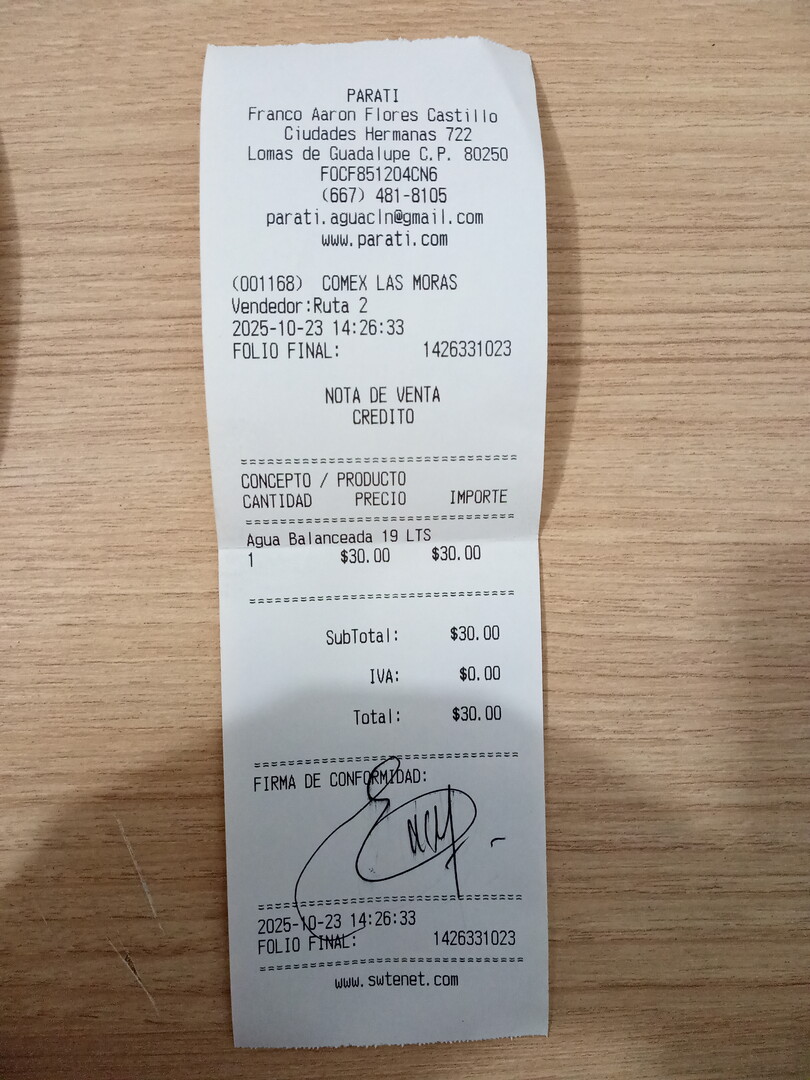 PARATI
Franco Aaron Flores Castillo
Ciudades Hermanas 722
Lomas de Guadalupe C.P. 80250
FOCF851204CN6
(667) 481-8105
parati.aguacln@gmail.com
www.parati.com
(001168) COMEX LAS MORAS
Vendedor:Ruta 2
2025-10-23 14:26:33
FOLIO FINAL: 1426331023
NOTA DE VENTA
CREDITO
CONCEPTO / PRODUCTO
CANTIDAD PRECIO IMPORTE
Agua Balanceada 19 LTS
1 $30.00 $30.00
SubTotal: $30.00
IVA: $0.00
Total: $30.00
FIRMA DE CONFORMIDAD:
2025-10-23 14:26:33
FOLIO FINAL: 1426331023
www.swtenet.com